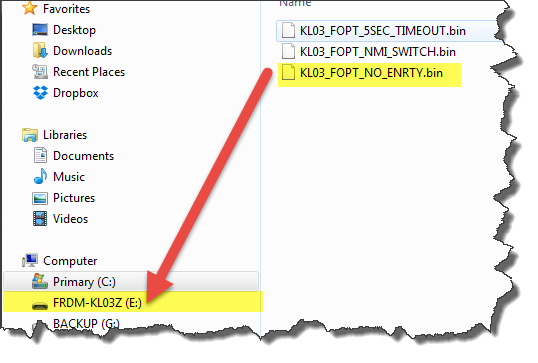 Favorites
Desktop
Downloads
Recent Places
Dropbox
Libraries
Documents
Music
Pictures
Videos
Computer
Primary (C:)
FRDM-KL03Z (E:)
BACKUP (G:)
KL03_FOPT_5SEC_TIMEOUT.bin
KL03_FOPT_NMI_SWITCH.bin
KL03_FOPT_NO_ENRTY.bin